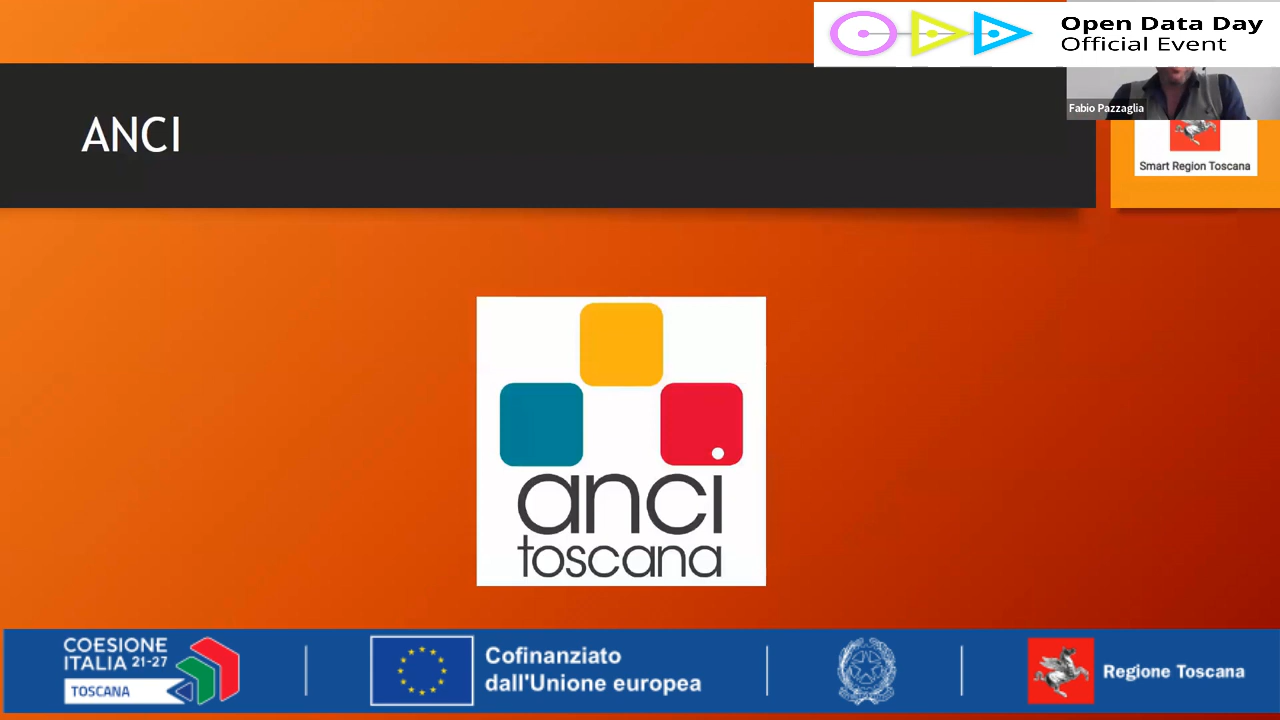 Open Data Day
Official Event
Fabio Pazzaglia
ANCI
Smart Region Toscana
anci
toscana
COESIONE
ITALIA 21-27
TOSCANA
Cofinanziato
dall'Unione europea
Regione Toscana